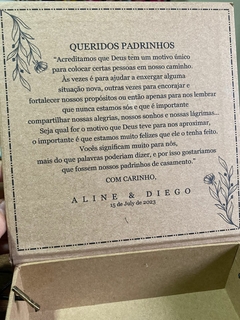 QUERIDOS PADRINHOS
"Acreditamos que Deus tem um motivo único
para colocar certas pessoas em nosso caminho.
Às vezes é para ajudar a enxergar alguma
situação nova, outras vezes para encorajar e
fortalecer nossos propósitos ou então apenas para nos lembrar
que nunca estamos sós e que é importante
compartilhar nossas alegrias, nossos sonhos e nossas lágrimas...
Seja qual for o motivo que Deus teve para nos aproximar,
o importante é que estamos muito felizes que ele o tenha feito.
Vocês significam muito para nós,
mais do que palavras poderiam dizer, e por isso gostaríamos
que fossem nossos padrinhos de casamento."
COM CARINHO,
ALINE & DIEGO
15 de July de 2023